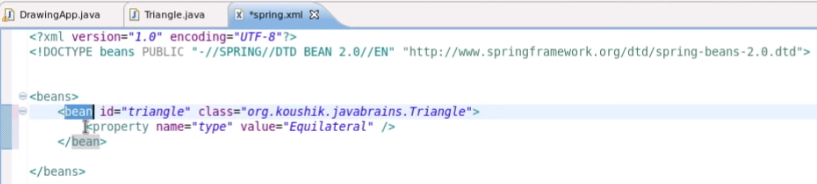 DrawingApp.java Triangle.java *spring.xml
<?xml version="1.0" encoding="UTF-8"?>
<!DOCTYPE beans PUBLIC "-//SPRING//DTD BEAN 2.0//EN" "http://www.springframework.org/dtd/spring-beans-2.0.dtd">
<beans>
<bean id="triangle" class="org.koushik.javabrains.Triangle">
<property name="type" value="Equilateral" />
</bean>
</beans>